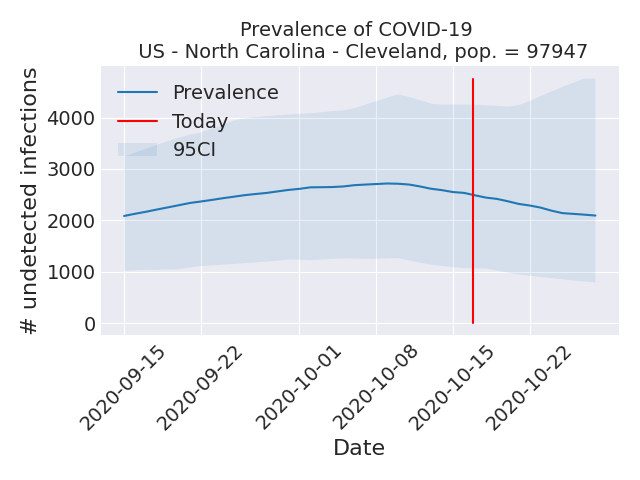 Prevalence of COVID-19
US - North Carolina - Cleveland, pop. = 97947
# undetected infections
4000
3000
2000
1000
0
Prevalence
Today
95CI
2020-09-15
2020-09-22
2020-10-01
2020-10-08
2020-10-15
2020-10-22
Date